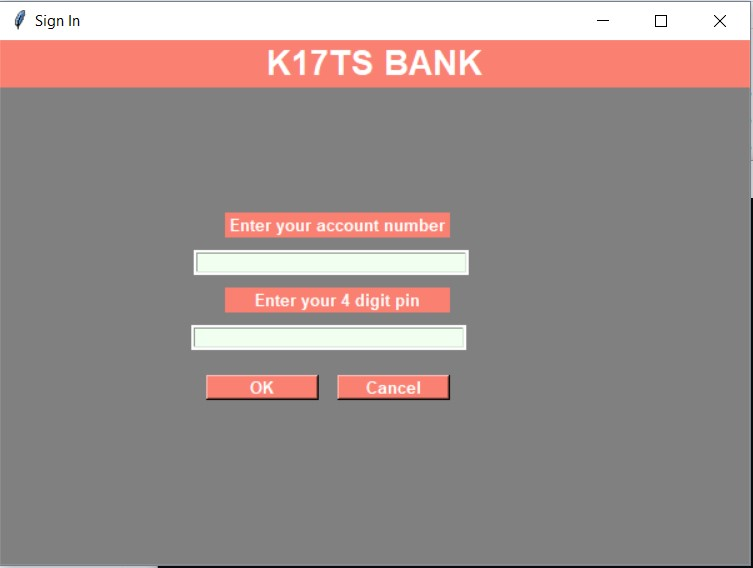 Sign In
K17TS BANK
Enter your account number
Enter your 4 digit pin
OK Cancel